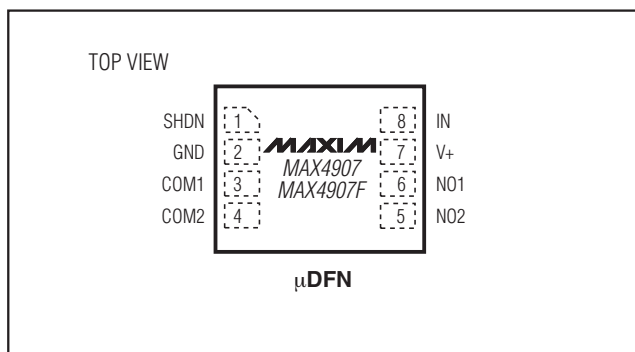 TOP VIEW
SHDN 1 8 IN
GND 2 MAXIM 7 V+
COM1 3 MAX4907 6 NO1
COM2 4 MAX4907F 5 NO2
μDFN